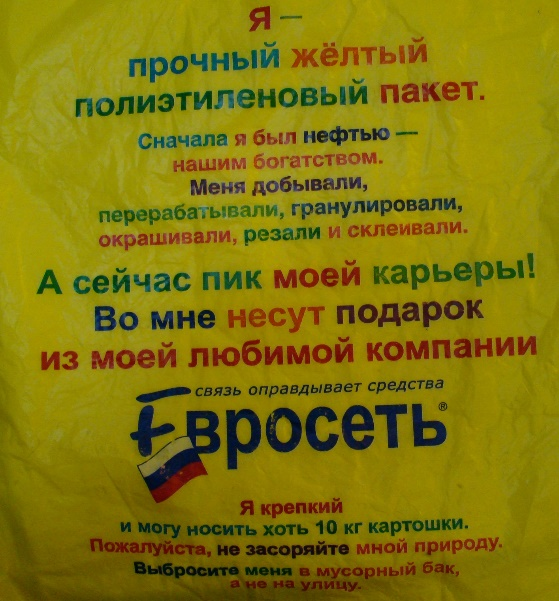 Я —
прочный жёлтый
полиэтиленовый пакет.
Сначала я был нефтью —
нашим богатством.
Меня добывали,
перерабатывали, гранулировали,
окрашивали, резали и склеивали.
А сейчас пик моей карьеры!
Во мне несут подарок
из моей любимой компании
связь оправдывает средства
Евросеть®
Я крепкий
и могу носить хоть 10 кг картошки.
Пожалуйста, не засоряйте мной природу.
Выбросите меня в мусорный бак,
а не на улицу.